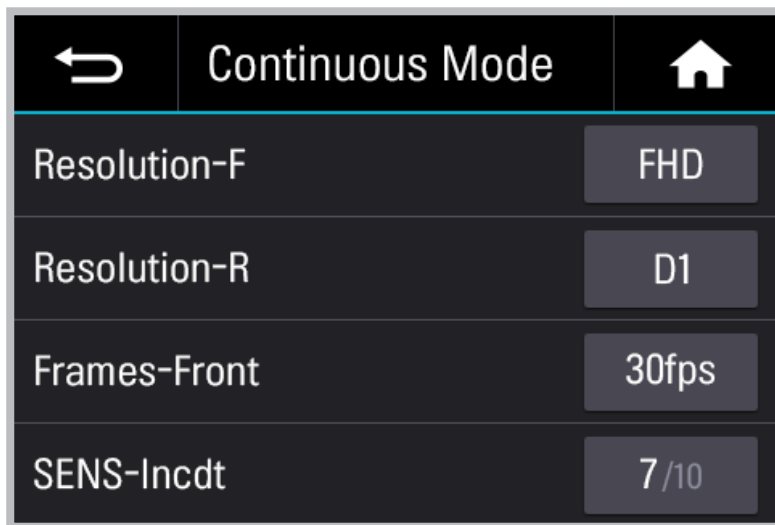 Continuous Mode
Resolution-F FHD
Resolution-R D1
Frames-Front 30fps
SENS-Incdt 7/10